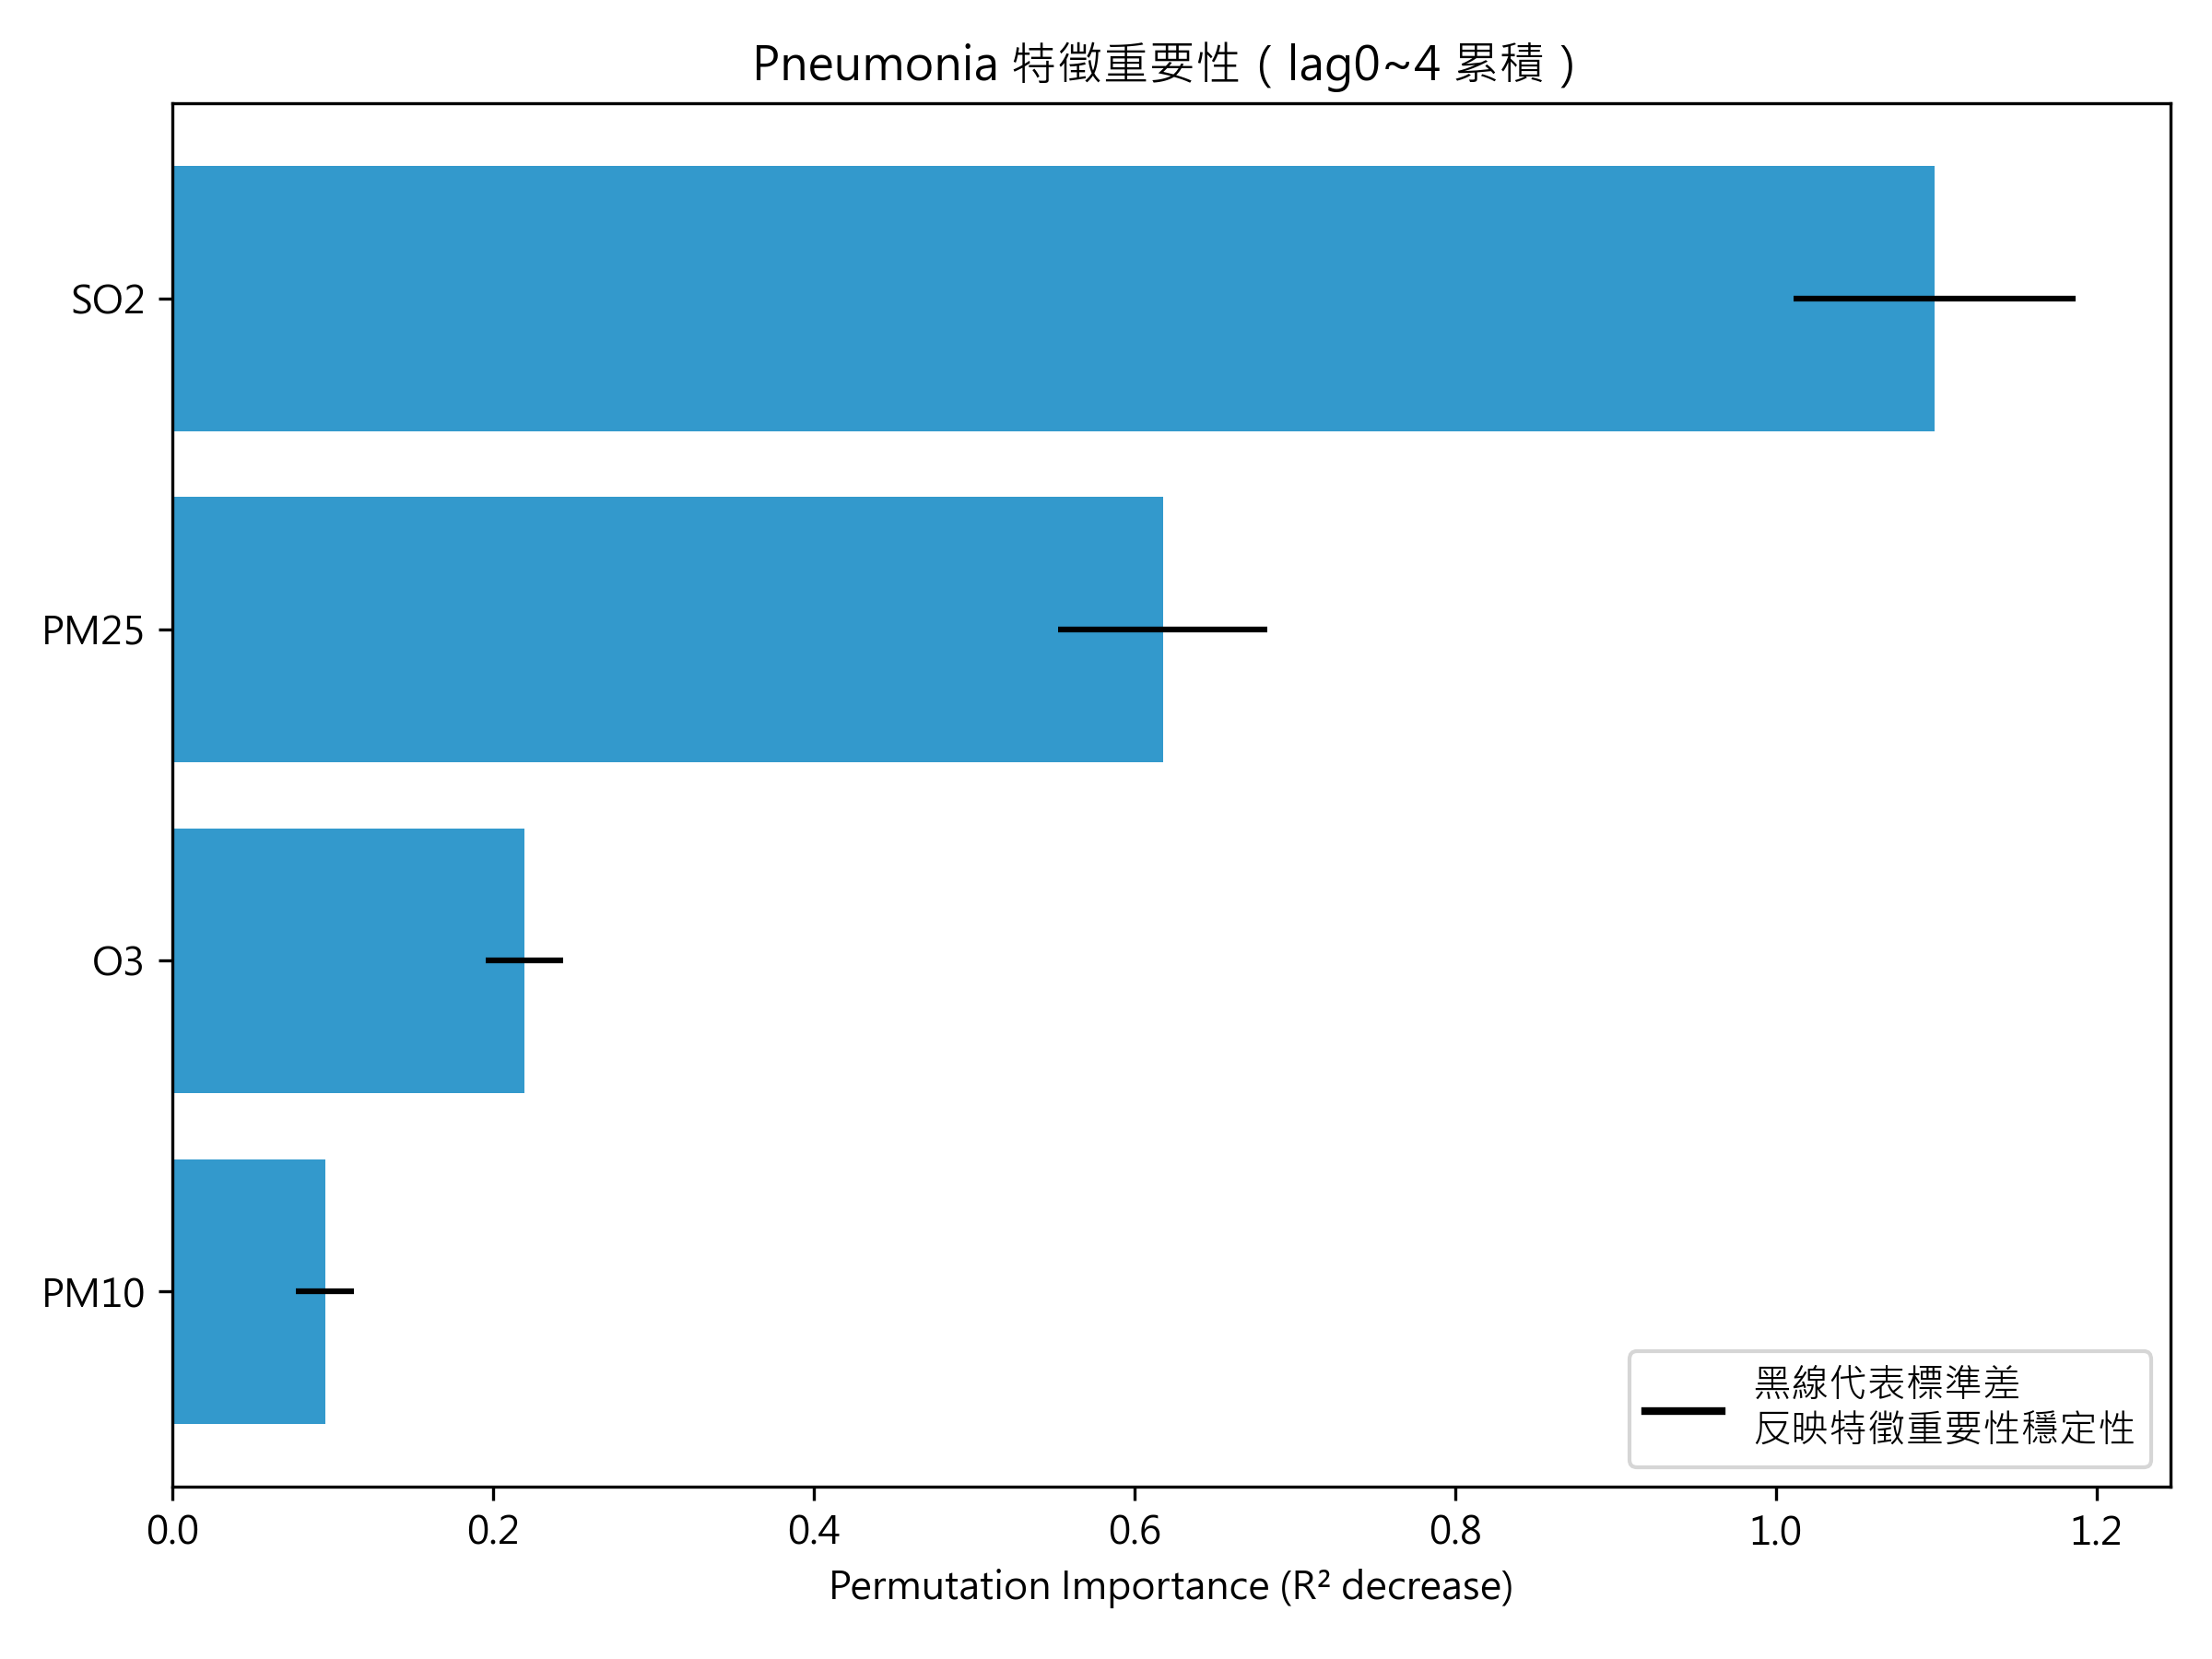 Pneumonia 特徵重要性（lag0~4 累積）
SO2
PM25
O3
PM10
黑線代表標準差
反映特徵重要性穩定性
0.0 0.2 0.4 0.6 0.8 1.0 1.2
Permutation Importance (R² decrease)